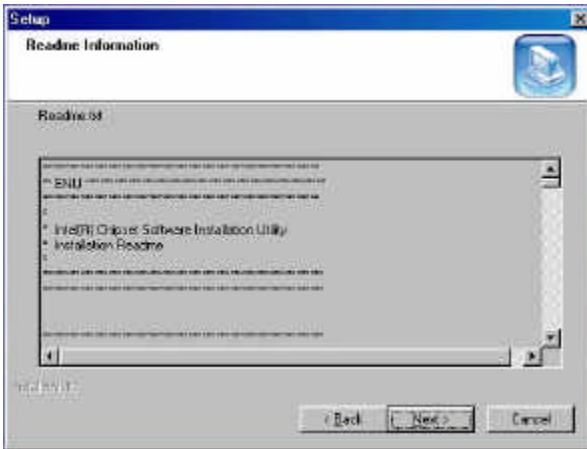 Setup
Readme Information
Readme.txt
* ENU
* Intel(R) Chipset Software Installation Utility
* Installation Readme
< Back
Next >
Cancel